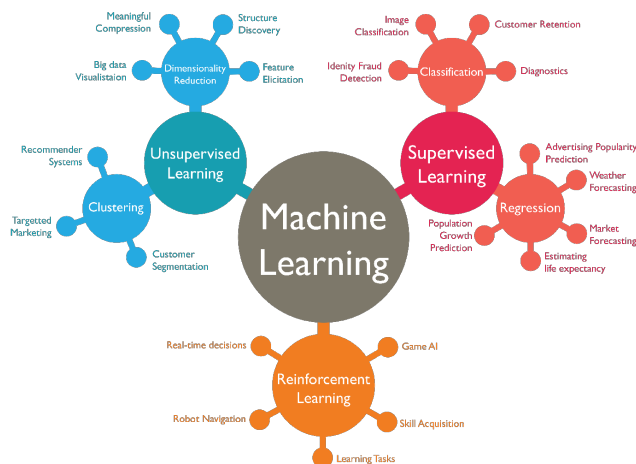 Meaningful
Compression
Structure
Discovery
Big data
Visualistaion
Dimensionality
Reduction
Feature
Elicitation
Unsupervised
Learning
Recommender
Systems
Clustering
Targetted
Marketing
Customer
Segmentation
Machine
Learning
Image
Classification
Customer Retention
Idenity Fraud
Detection
Classification
Diagnostics
Supervised
Learning
Advertising Popularity
Prediction
Weather
Forecasting
Regression
Population
Growth
Prediction
Market
Forecasting
Estimating
life expectancy
Real-time decisions
Game AI
Reinforcement
Learning
Robot Navigation
Skill Acquisition
Learning Tasks